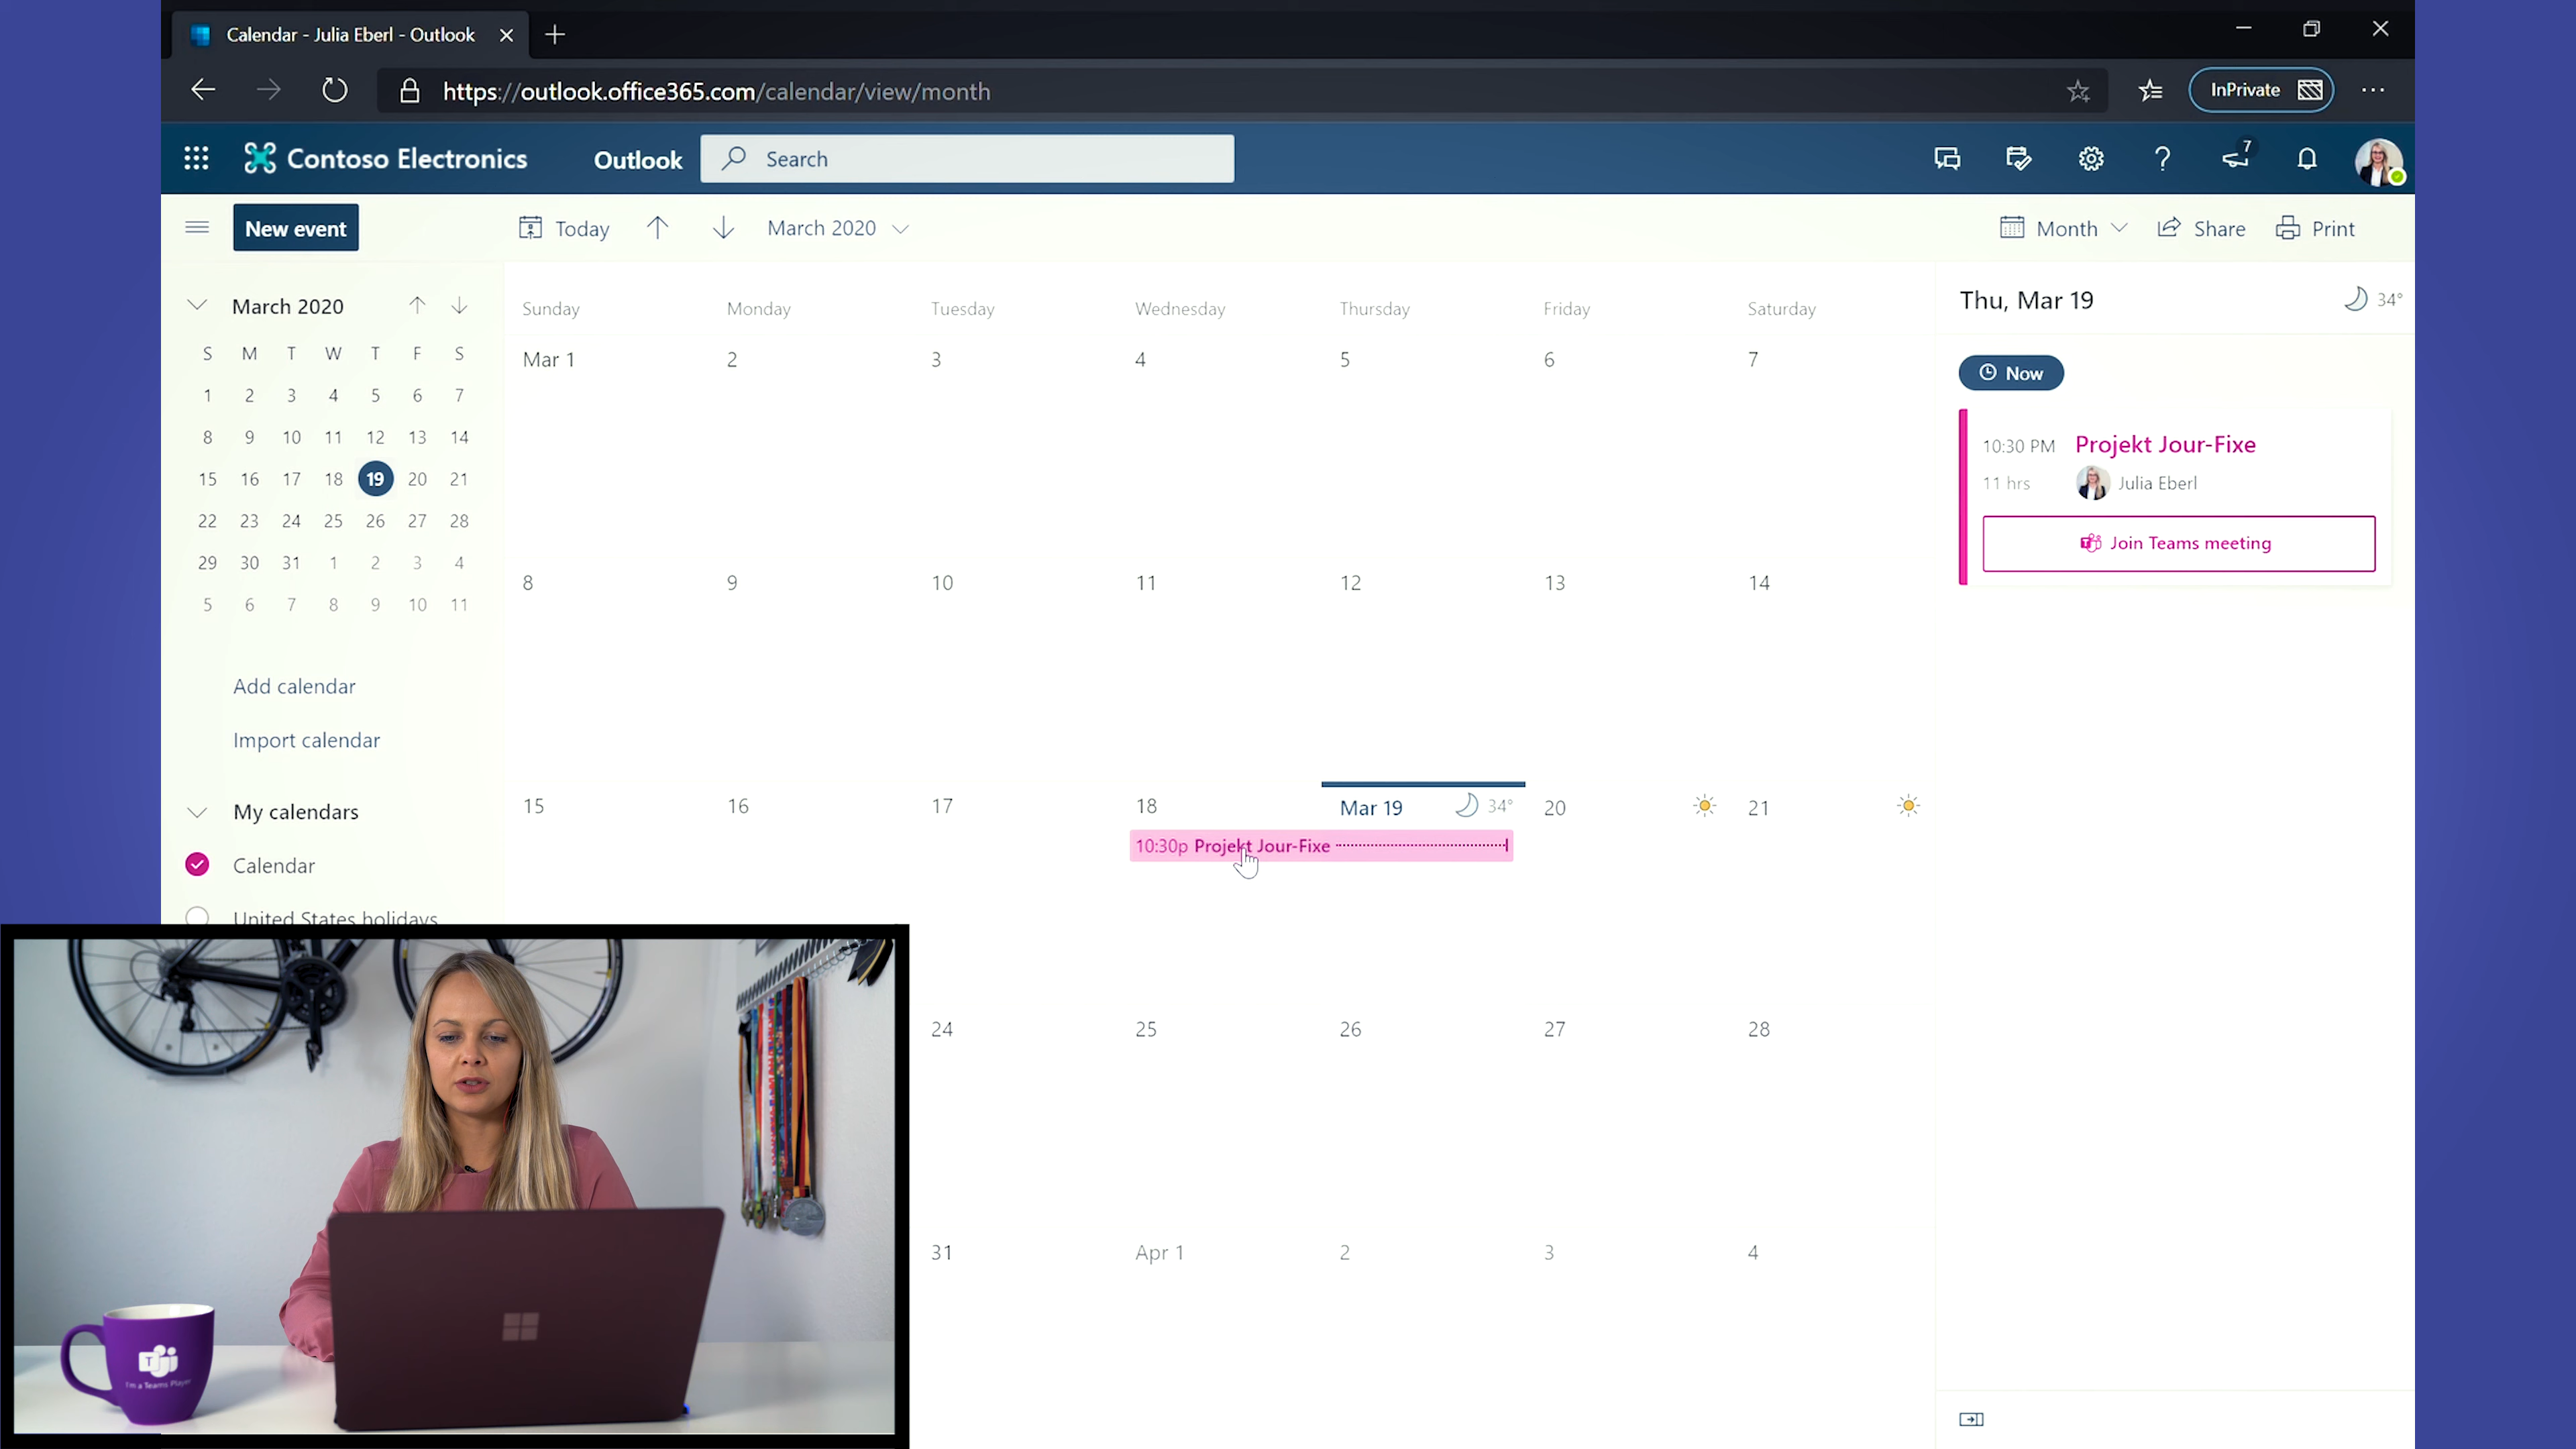 Calendar - Julia Eberl - Outlook
https://outlook.office365.com/calendar/view/month
InPrivate
Contoso Electronics
Outlook
Search
7
New event
Today
March 2020
Month
Share
Print
March 2020
S M T W T F S
1 2 3 4 5 6 7
8 9 10 11 12 13 14
15 16 17 18 19 20 21
22 23 24 25 26 27 28
29 30 31 1 2 3 4
5 6 7 8 9 10 11
Add calendar
Import calendar
My calendars
Calendar
United States holidays
Sunday Monday Tuesday Wednesday Thursday Friday Saturday
Mar 1 2 3 4 5 6 7
8 9 10 11 12 13 14
15 16 17 18 Mar 19 34° 20 21
10:30p Projekt Jour-Fixe
24 25 26 27 28
31 Apr 1 2 3 4
Thu, Mar 19 34°
Now
10:30 PM Projekt Jour-Fixe
11 hrs Julia Eberl
Join Teams meeting
T
I'm a Teams Player